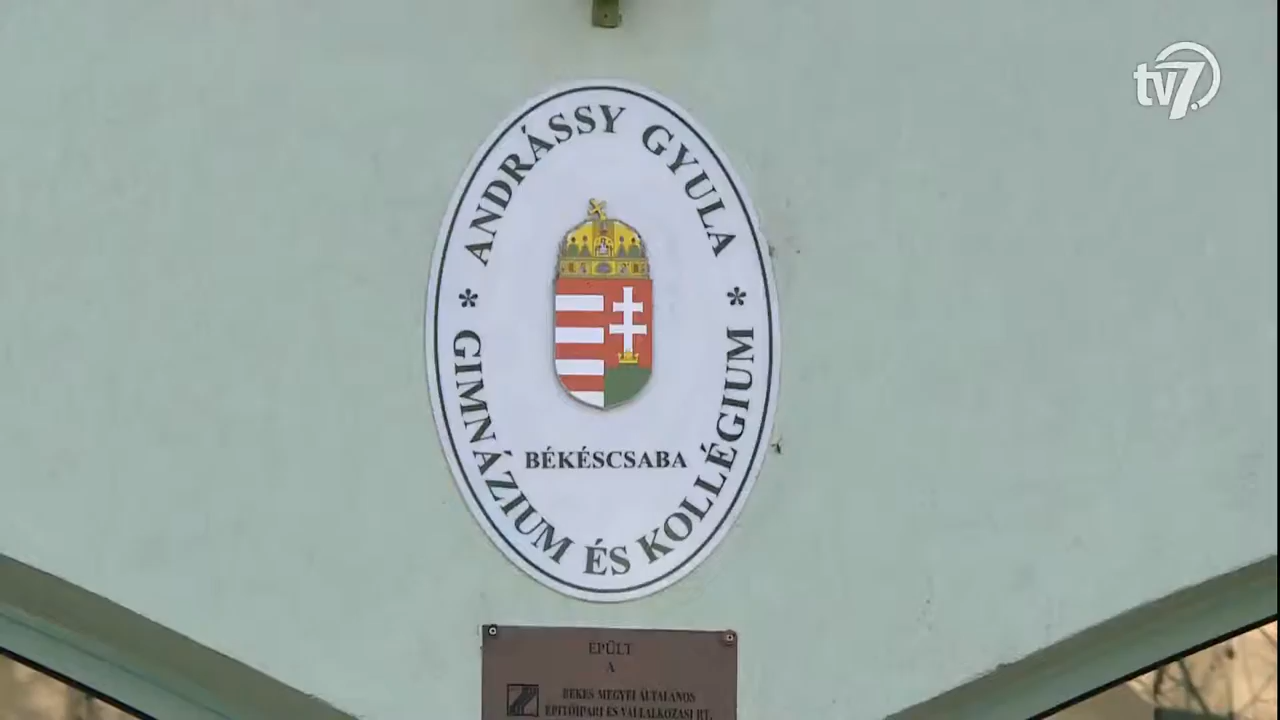 tv7.
ANDRÁSSY GYULA
* *
GIMNÁZIUM ÉS KOLLÉGIUM
BÉKÉSCSABA
ÉPÜLT
A
BÉKÉS MEGYEI ÁLTALÁNOS
ÉPÍTŐIPARI ÉS VÁLLALKOZÁSI RT.